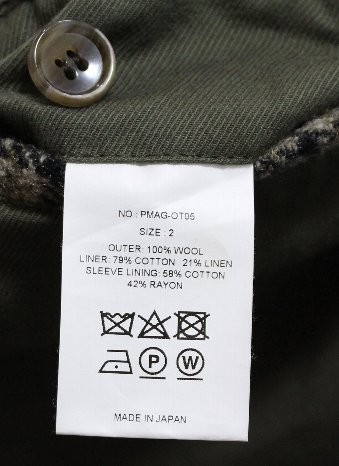 NO.: PMAG-OT05
SIZE : 2
OUTER: 100% WOOL
LINER: 79% COTTON 21% LINEN
SLEEVE LINING: 58% COTTON
42% RAYON
P W
MADE IN JAPAN